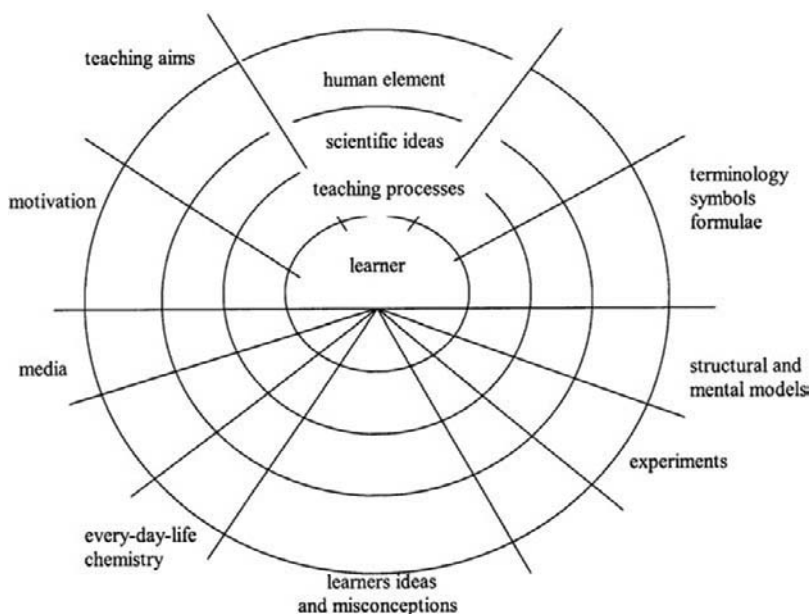 teaching aims
human element
scientific ideas
teaching processes
motivation
terminology
symbols
formulae
learner
media
structural and
mental models
experiments
every-day-life
chemistry
learners ideas
and misconceptions